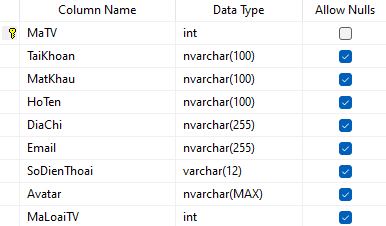 Column Name Data Type Allow Nulls
MaTV int
TaiKhoan nvarchar(100)
MatKhau nvarchar(100)
HoTen nvarchar(100)
DiaChi nvarchar(255)
Email nvarchar(255)
SoDienThoai varchar(12)
Avatar nvarchar(MAX)
MaLoaiTV int